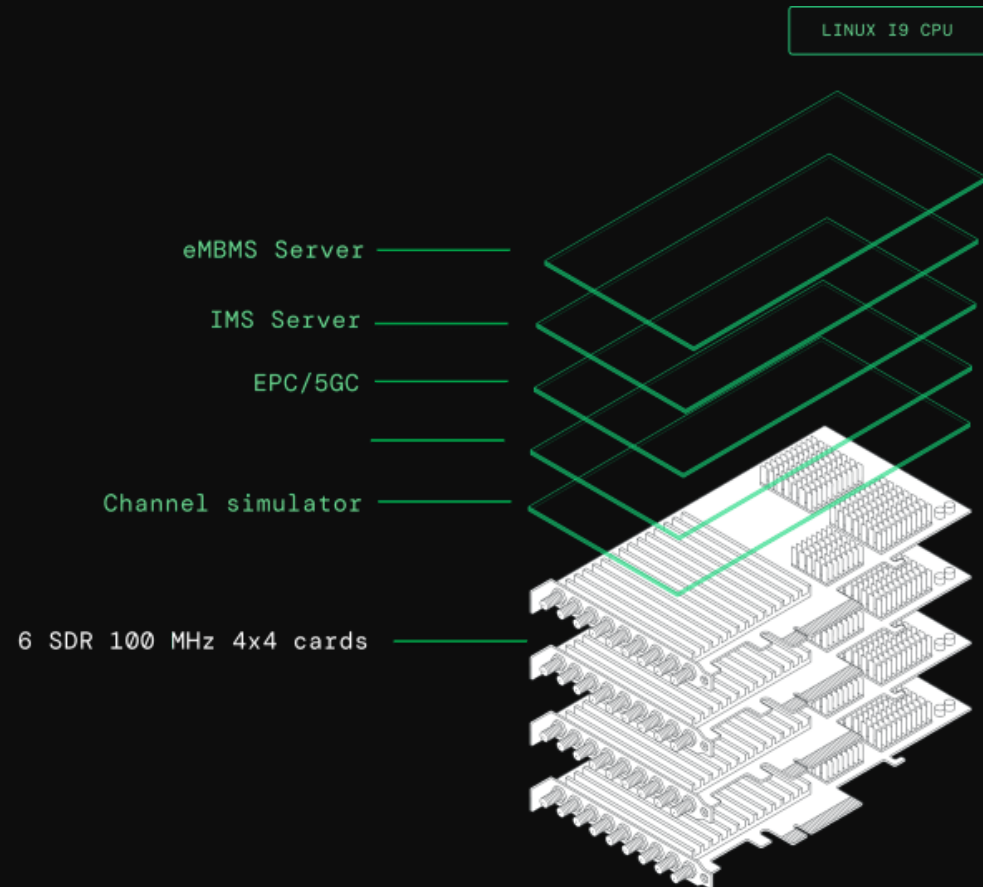 LINUX I9 CPU
eMBMS Server
IMS Server
EPC/5GC
Channel simulator
6 SDR 100 MHz 4x4 cards